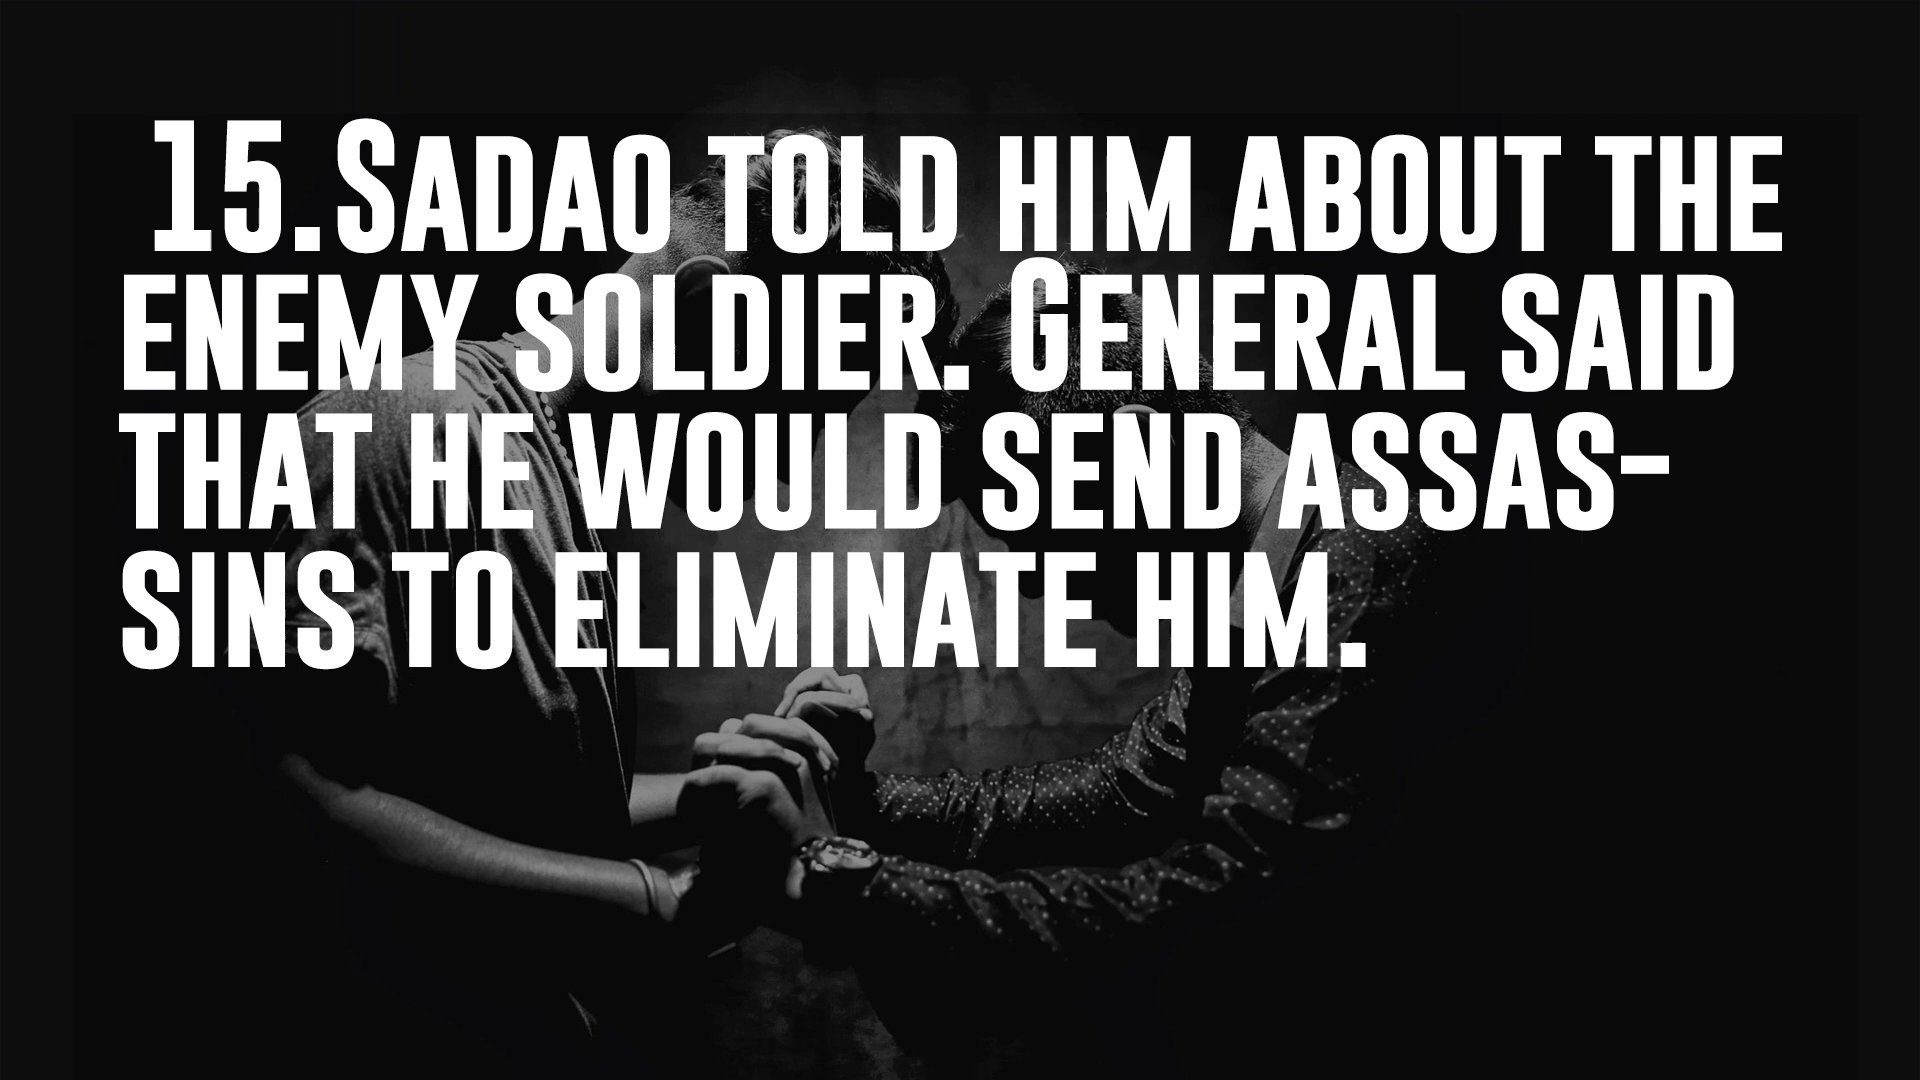 15. Sadao told him about the
enemy soldier. General said
that he would send assas-
sins to eliminate him.